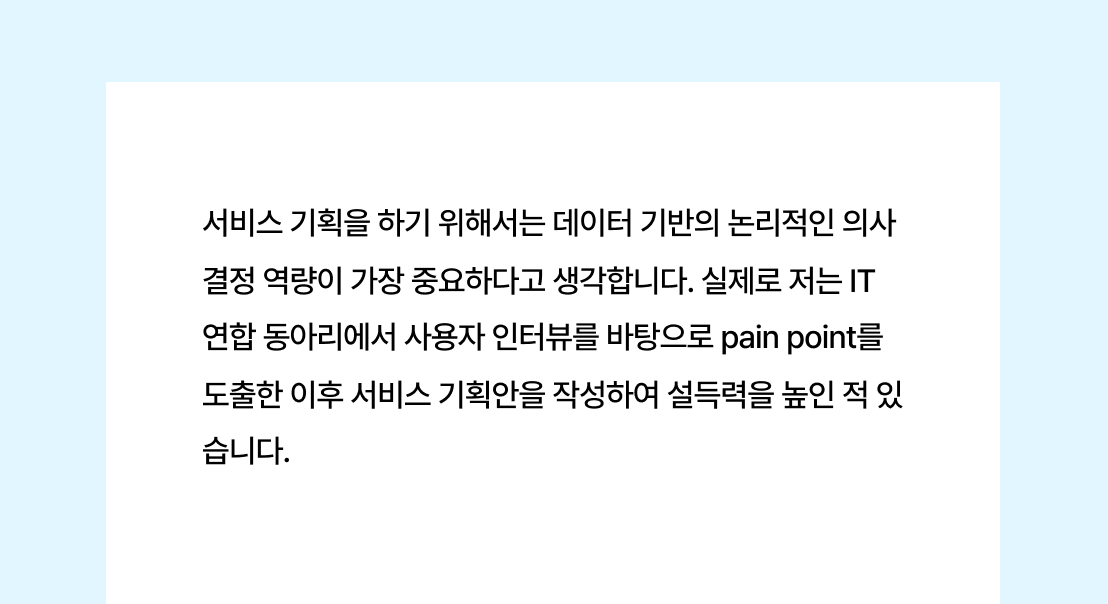 서비스 기획을 하기 위해서는 데이터 기반의 논리적인 의사
결정 역량이 가장 중요하다고 생각합니다. 실제로 저는 IT
연합 동아리에서 사용자 인터뷰를 바탕으로 pain point를
도출한 이후 서비스 기획안을 작성하여 설득력을 높인 적 있
습니다.